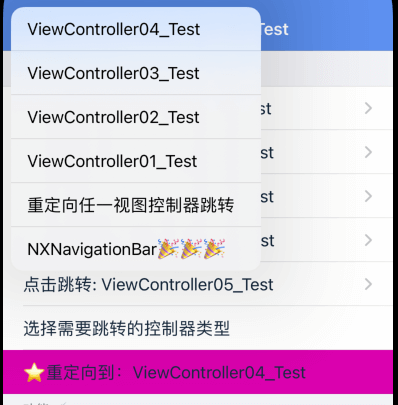 Test
ViewController04_Test
ViewController03_Test
ViewController02_Test
ViewController01_Test
重定向任一视图控制器跳转
NXNavigationBar🎉🎉🎉
st
st
st
st
点击跳转: ViewController05_Test
选择需要跳转的控制器类型
⭐️重定向到：ViewController04_Test